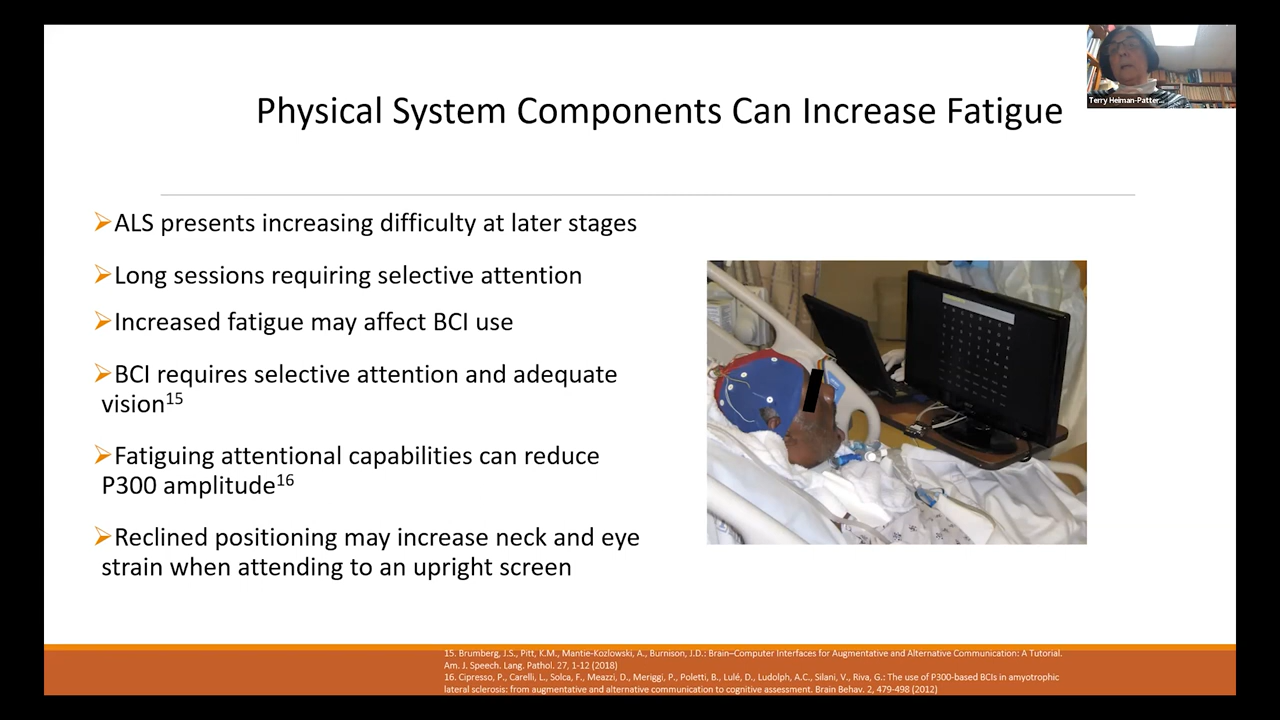 Physical System Components Can Increase Fatigue
Terry Heiman-Patter...
ALS presents increasing difficulty at later stages
Long sessions requiring selective attention
Increased fatigue may affect BCI use
BCI requires selective attention and adequate
vision15
Fatiguing attentional capabilities can reduce
P300 amplitude16
Reclined positioning may increase neck and eye
strain when attending to an upright screen
15. Brumberg, J.S., Pitt, K.M., Mantie-Kozlowski, A., Burnison, J.D.: Brain–Computer Interfaces for Augmentative and Alternative Communication: A Tutorial.
Am. J. Speech. Lang. Pathol. 27, 1-12 (2018)
16. Cipresso, P., Carelli, L., Solca, F., Meazzi, D., Meriggi, P., Poletti, B., Lulé, D., Ludolph, A.C., Silani, V., Riva, G.: The use of P300-based BCIs in amyotrophic
lateral sclerosis: from augmentative and alternative communication to cognitive assessment. Brain Behav. 2, 479-498 (2012)